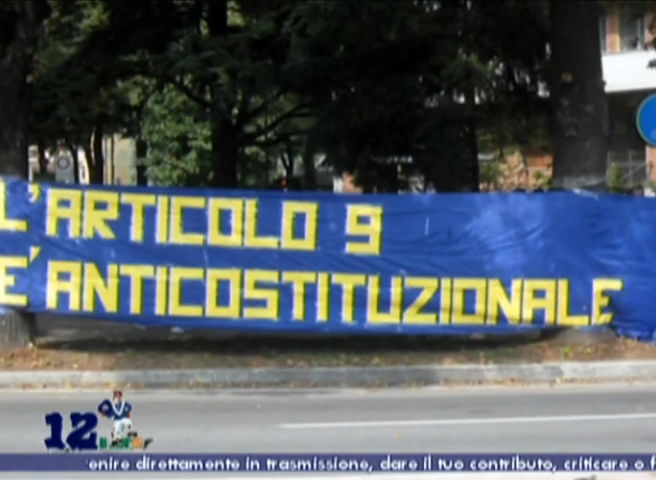 L'ARTICOLO 9
E'ANTICOSTITUZIONALE
12
enire direttamente in trasmissione, dare il tuo contributo, criticare o f